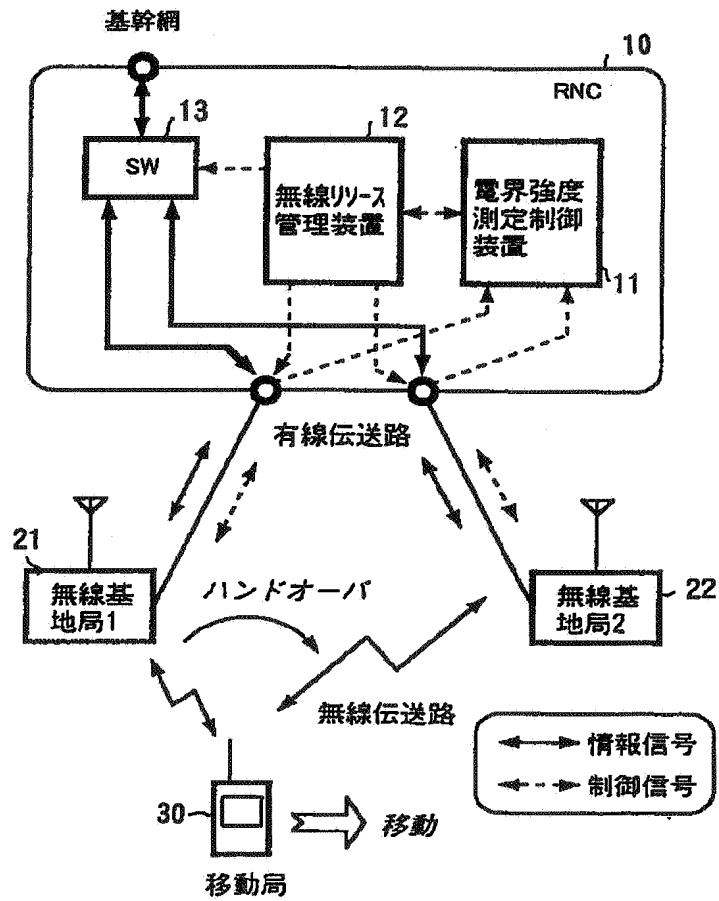 基幹網
10
RNC
13
SW
12
無線リソース
管理装置
電界強度
測定制御
装置
11
有線伝送路
21
無線基
地局1
ハンドオーバ
無線基
地局2
22
無線伝送路
情報信号
制御信号
30
移動
移動局